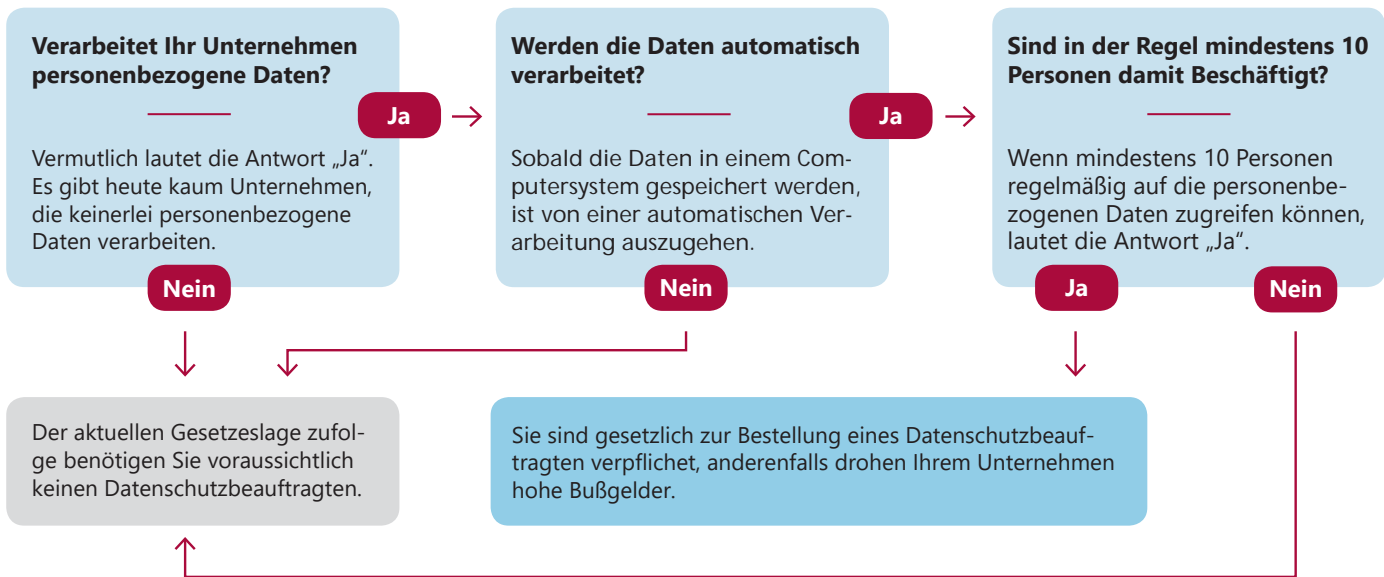 Verarbeitet Ihr Unternehmen
personenbezogene Daten?
Vermutlich lautet die Antwort „Ja“.
Es gibt heute kaum Unternehmen,
die keinerlei personenbezogene
Daten verarbeiten.
Ja
Nein
Werden die Daten automatisch
verarbeitet?
Sobald die Daten in einem Com-
putersystem gespeichert werden,
ist von einer automatischen Ver-
arbeitung auszugehen.
Ja
Nein
Sind in der Regel mindestens 10
Personen damit Beschäftigt?
Wenn mindestens 10 Personen
regelmäßig auf die personenbe-
zogenen Daten zugreifen können,
lautet die Antwort „Ja“.
Ja
Nein
Der aktuellen Gesetzeslage zufol-
ge benötigen Sie voraussichtlich
keinen Datenschutzbeauftragten.
Sie sind gesetzlich zur Bestellung eines Datenschutzbeauf-
tragten verpflichet, anderenfalls drohen Ihrem Unternehmen
hohe Bußgelder.